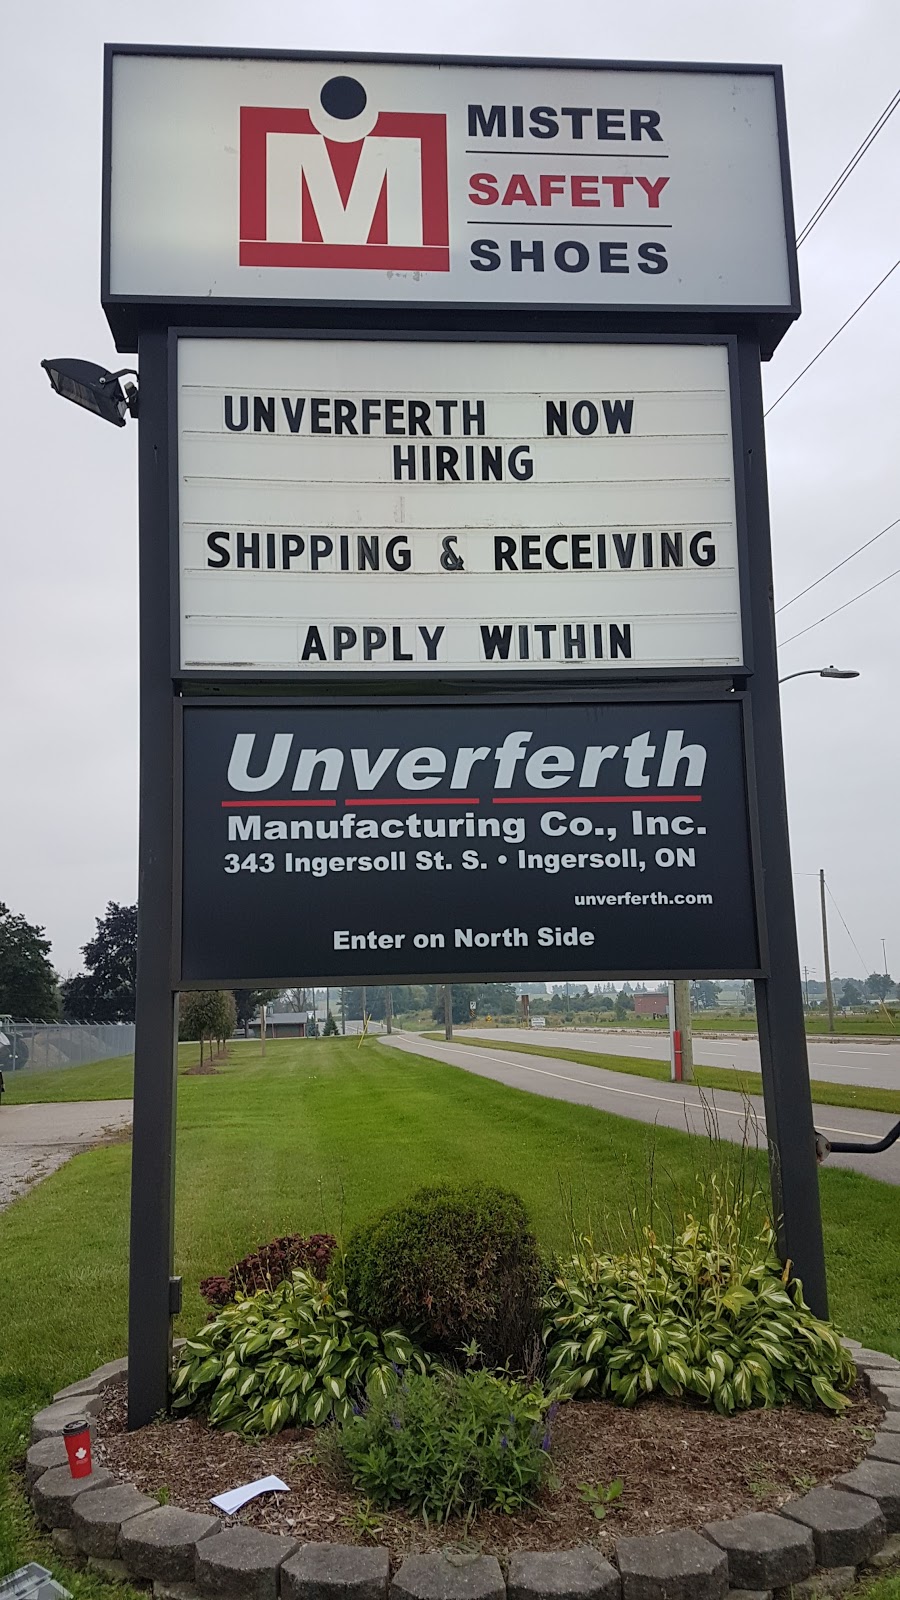 M
MISTER
SAFETY
SHOES
UNVERFERTH NOW
HIRING
SHIPPING & RECEIVING
APPLY WITHIN
Unverferth
Manufacturing Co., Inc.
343 Ingersoll St. S. • Ingersoll, ON
unverferth.com
Enter on North Side